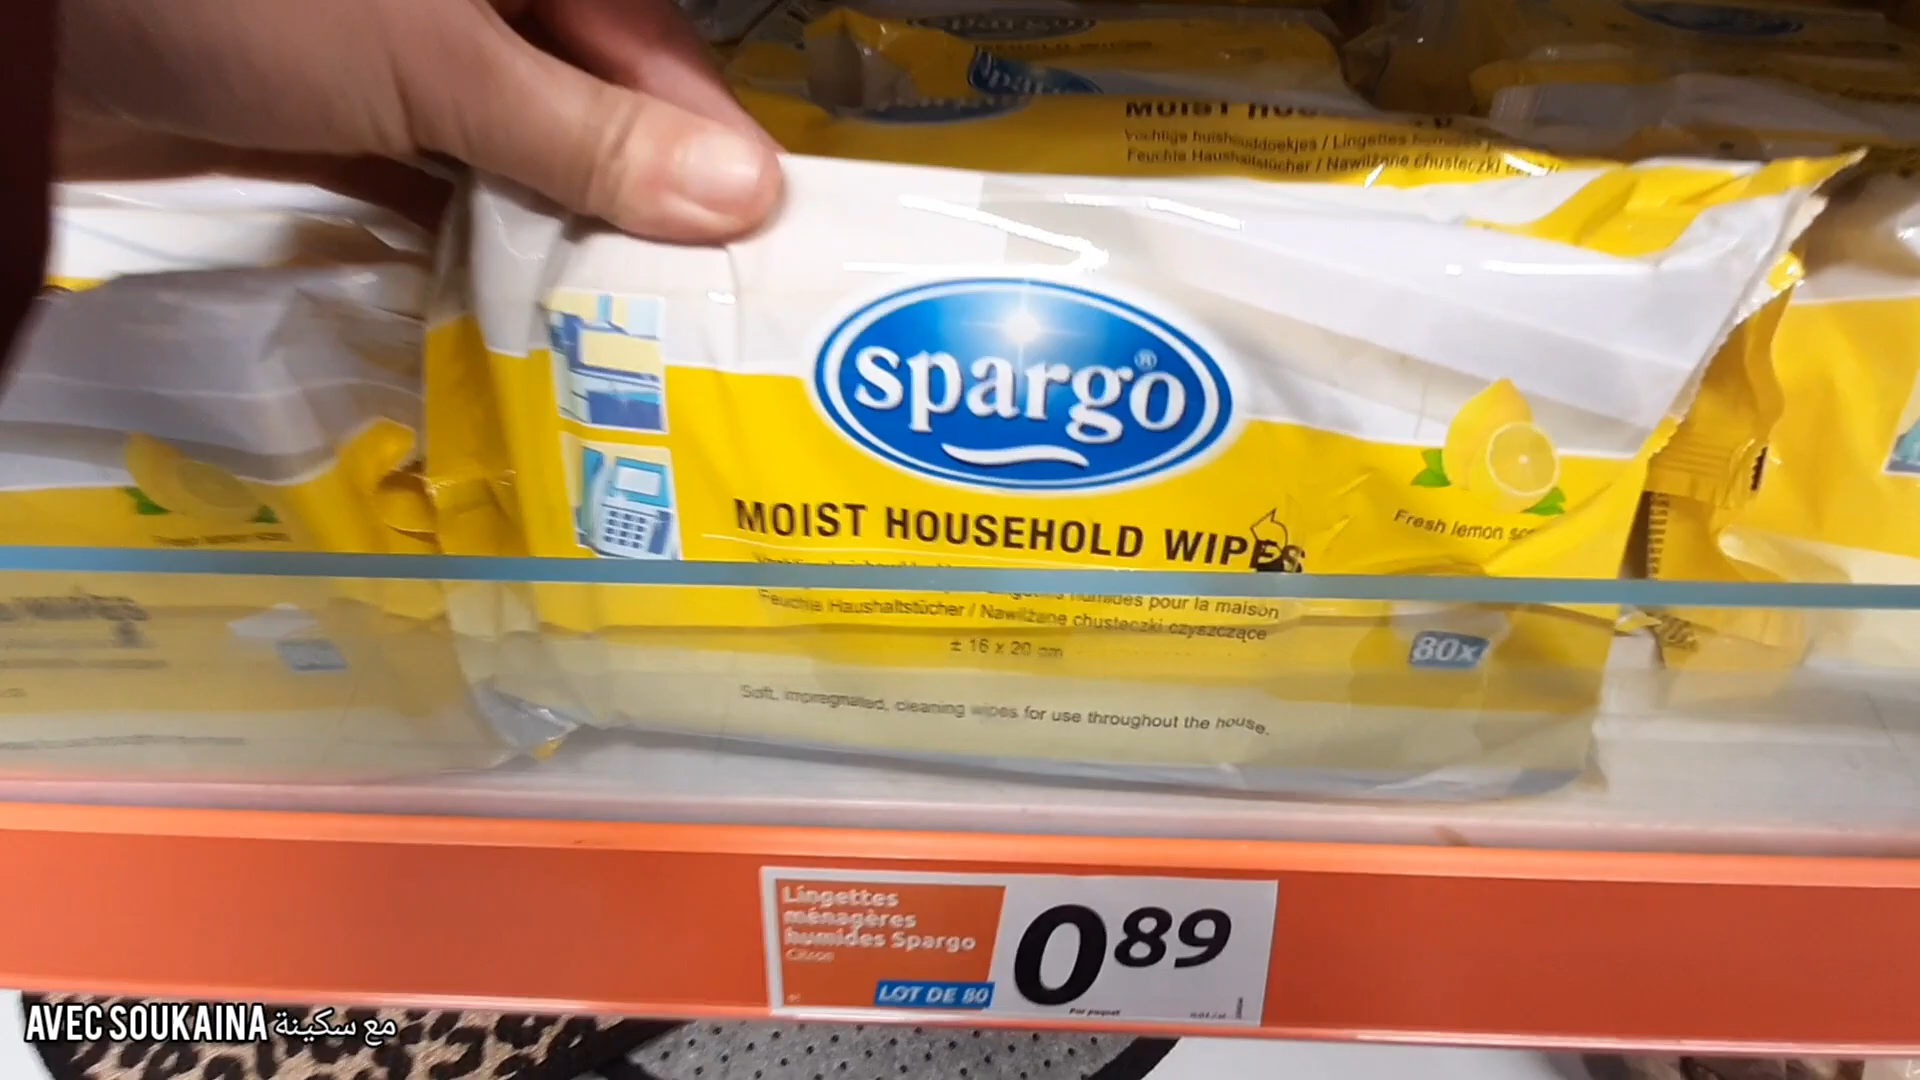 MOIST
Vochtige huishouddoekjes / Lingettes
Feuchte Haushaltstücher / Nawilżane chusteczki
spargo®
Fresh lemon
MOIST HOUSEHOLD WIPES
humides pour la maison
Feuchte Haushaltstücher / Nawilżane chusteczki czyszczące
± 16 x 20 cm
80x
Soft, impregnated, cleaning wipes for use throughout the house.
Lingettes
ménagères
humides Spargo
Citron
LOT DE 80
0 89
Par paquet
AVEC SOUKAINA مع سكينة